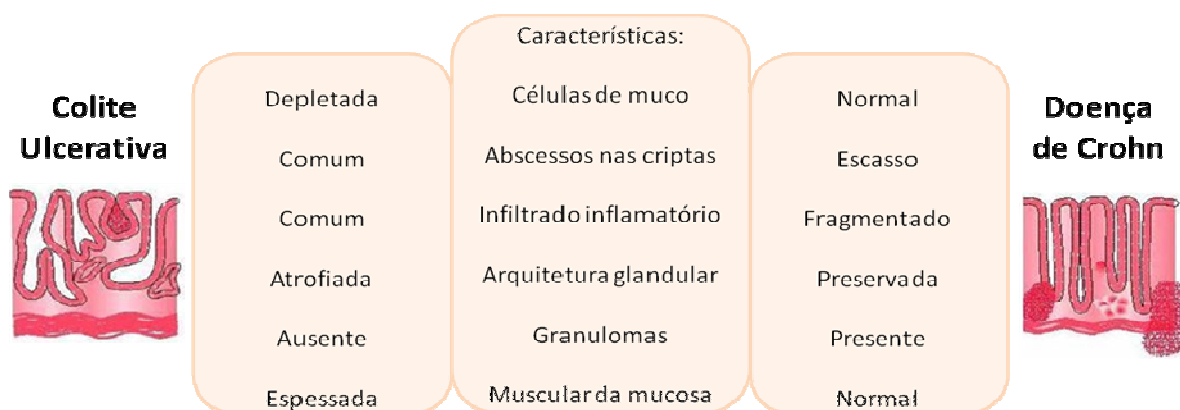 Características:
Colite
Ulcerativa
Depletada Células de muco Normal
Comum Abscessos nas criptas Escasso
Comum Infiltrado inflamatório Fragmentado
Atrofiada Arquitetura glandular Preservada
Ausente Granulomas Presente
Espessada Muscular da mucosa Normal
Doença
de Crohn